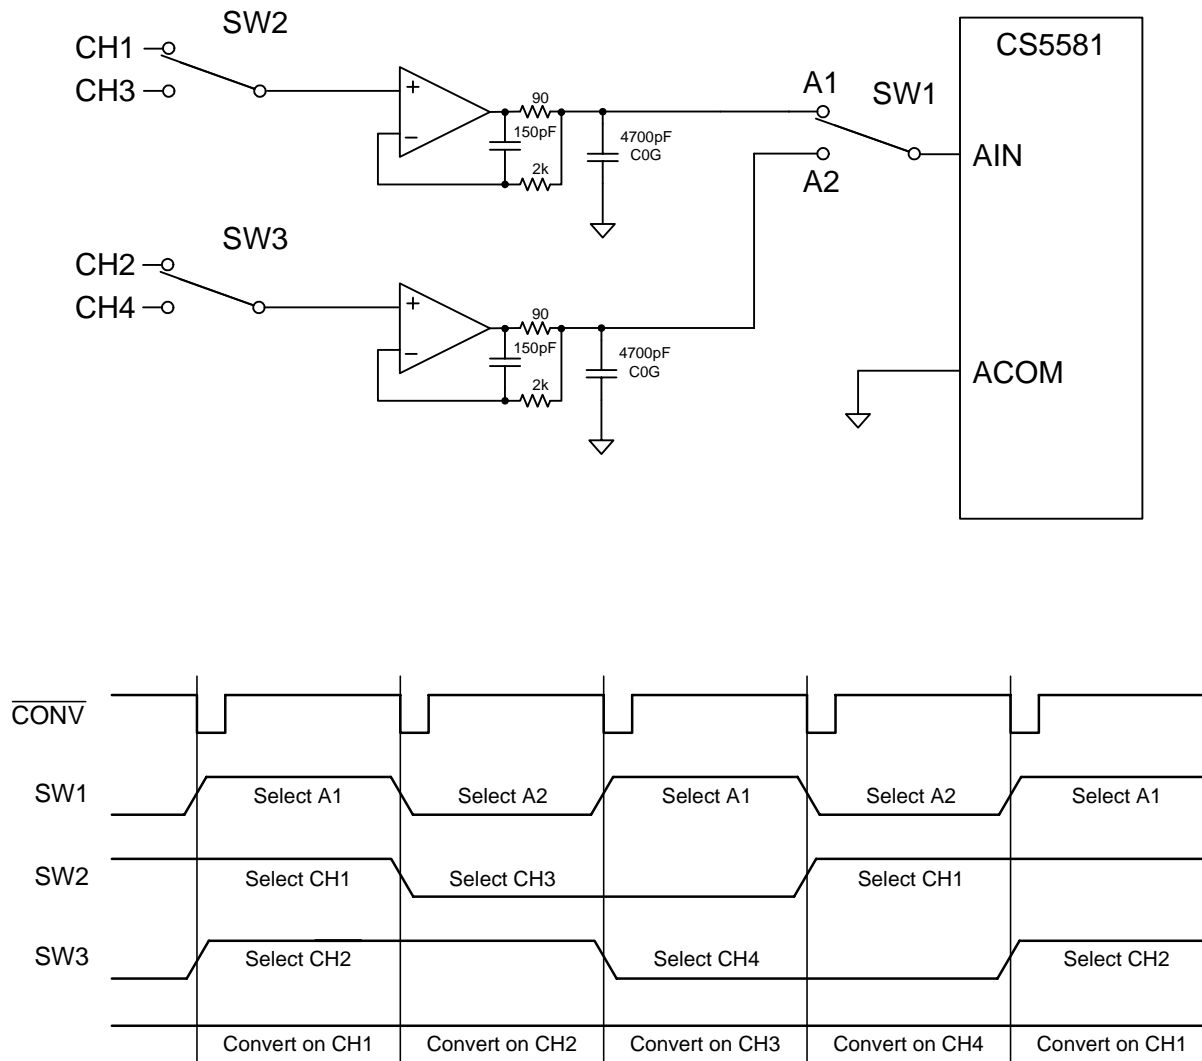 SW2
CH1
CH3
+
–
90
150pF
2k
4700pF
C0G
A1
A2
SW1
CS5581
AIN
ACOM
SW3
CH2
CH4
+
–
90
150pF
2k
4700pF
C0G
CONV
SW1 Select A1 Select A2 Select A1 Select A2 Select A1
SW2 Select CH1 Select CH3 Select CH1
SW3 Select CH2 Select CH4 Select CH2
Convert on CH1 Convert on CH2 Convert on CH3 Convert on CH4 Convert on CH1